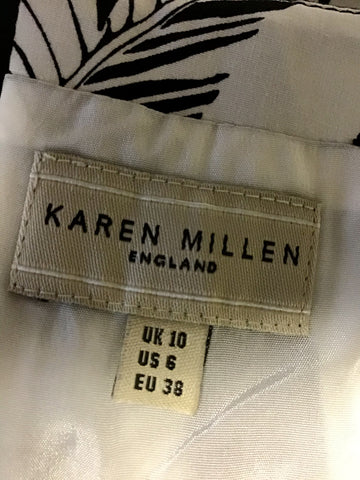 KAREN MILLEN
ENGLAND
UK 10
US 6
EU 38